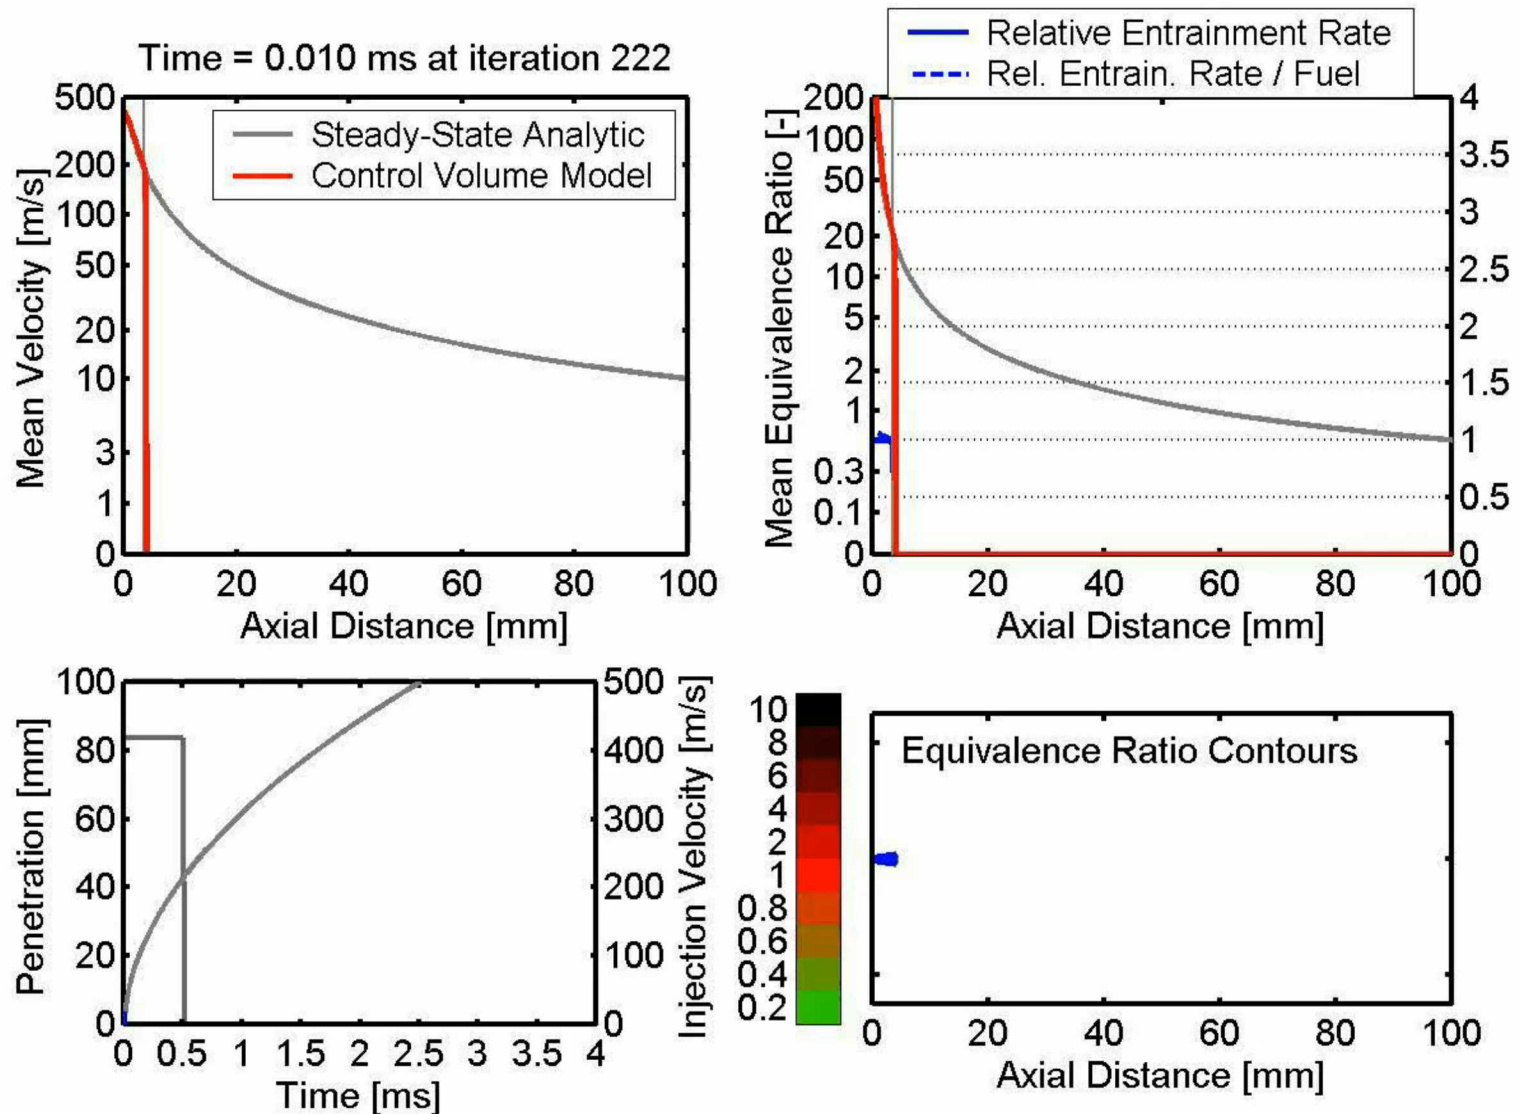 Time = 0.010 ms at iteration 222
500
200
100
50
20
10
3
1
0
Mean Velocity [m/s]
Steady-State Analytic
Control Volume Model
0 20 40 60 80 100
Axial Distance [mm]
Relative Entrainment Rate
Rel. Entrain. Rate / Fuel
200
100
50
20
10
5
2
1
0.3
0.1
0
Mean Equivalence Ratio [-]
4
3.5
3
2.5
2
1.5
1
0.5
0
0 20 40 60 80 100
Axial Distance [mm]
100
80
60
40
20
0
Penetration [mm]
500
400
300
200
100
0
Injection Velocity [m/s]
0 0.5 1 1.5 2 2.5 3 3.5 4
Time [ms]
10
8
6
4
2
1
0.8
0.6
0.4
0.2
Equivalence Ratio Contours
0 20 40 60 80 100
Axial Distance [mm]